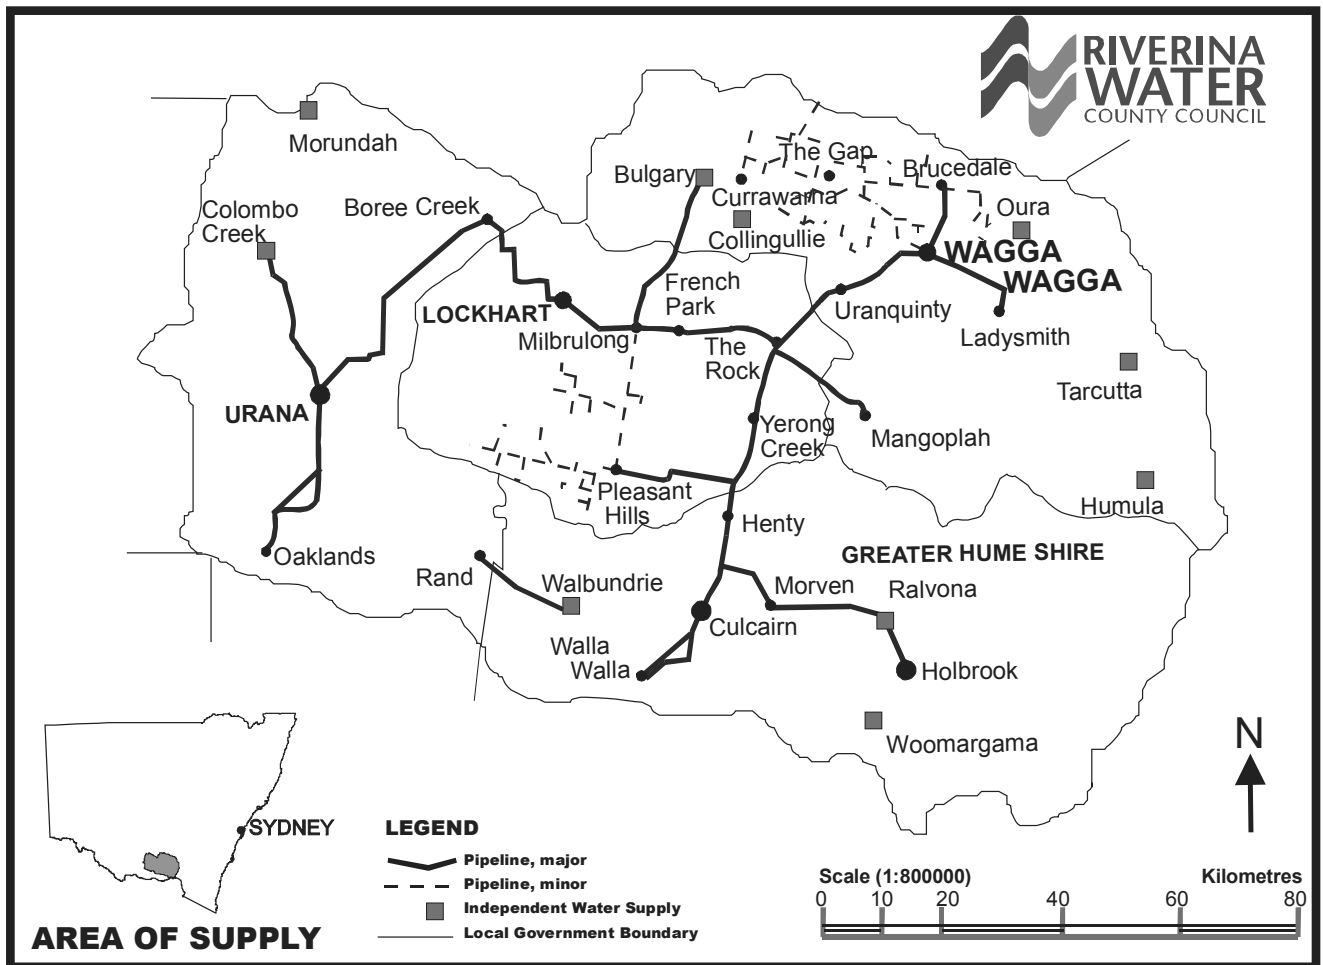 RIVERINA
WATER
COUNTY COUNCIL
Morundah
The Gap
Brucedale
Bulgary
Currawarna
Colombo
Creek
Boree Creek
Oura
Collingullie
WAGGA
WAGGA
French
Park
LOCKHART
Uranquinty
Milbrulong
Ladysmith
The
Rock
Tarcutta
URANA
Yerong
Creek
Mangoplah
Pleasant
Hills
Humula
Henty
Oaklands
GREATER HUME SHIRE
Rand
Walbundrie
Morven
Ralvona
Culcairn
Walla
Walla
Holbrook
Woomargama
N
SYDNEY
AREA OF SUPPLY
LEGEND
Pipeline, major
Pipeline, minor
Independent Water Supply
Local Government Boundary
Scale (1:800000)
Kilometres
0 10 20 40 60 80